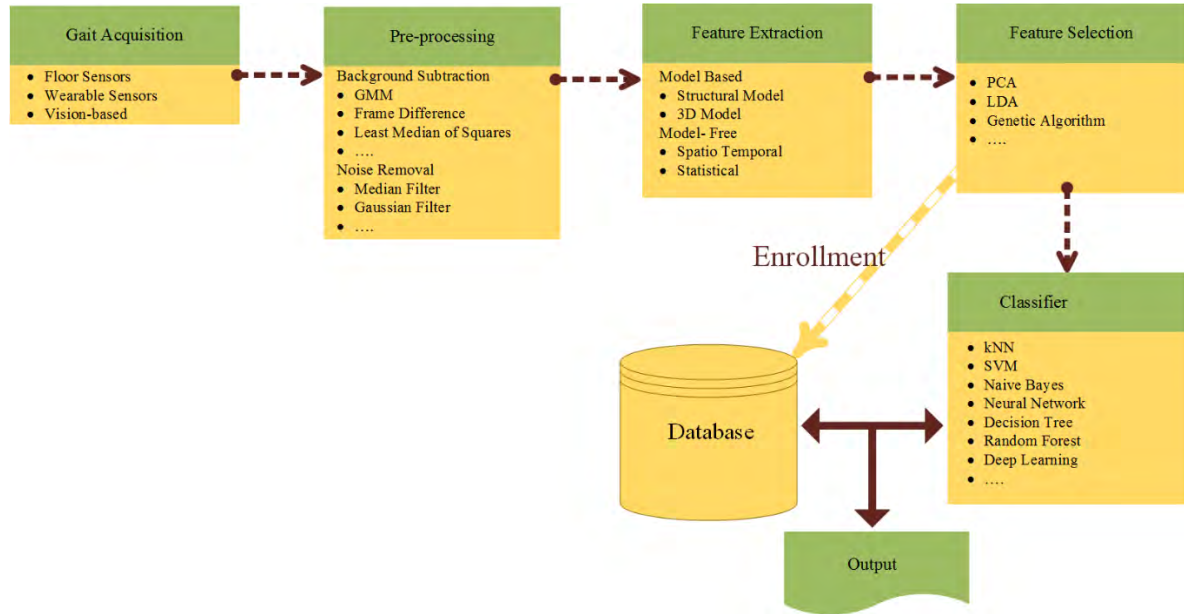 Gait Acquisition
● Floor Sensors
● Wearable Sensors
● Vision-based
Pre-processing
Background Subtraction
● GMM
● Frame Difference
● Least Median of Squares
● ….
Noise Removal
● Median Filter
● Gaussian Filter
● ….
Feature Extraction
Model Based
● Structural Model
● 3D Model
Model- Free
● Spatio Temporal
● Statistical
Feature Selection
● PCA
● LDA
● Genetic Algorithm
● ….
Enrollment
Classifier
● kNN
● SVM
● Naive Bayes
● Neural Network
● Decision Tree
● Random Forest
● Deep Learning
● ….
Database
Output